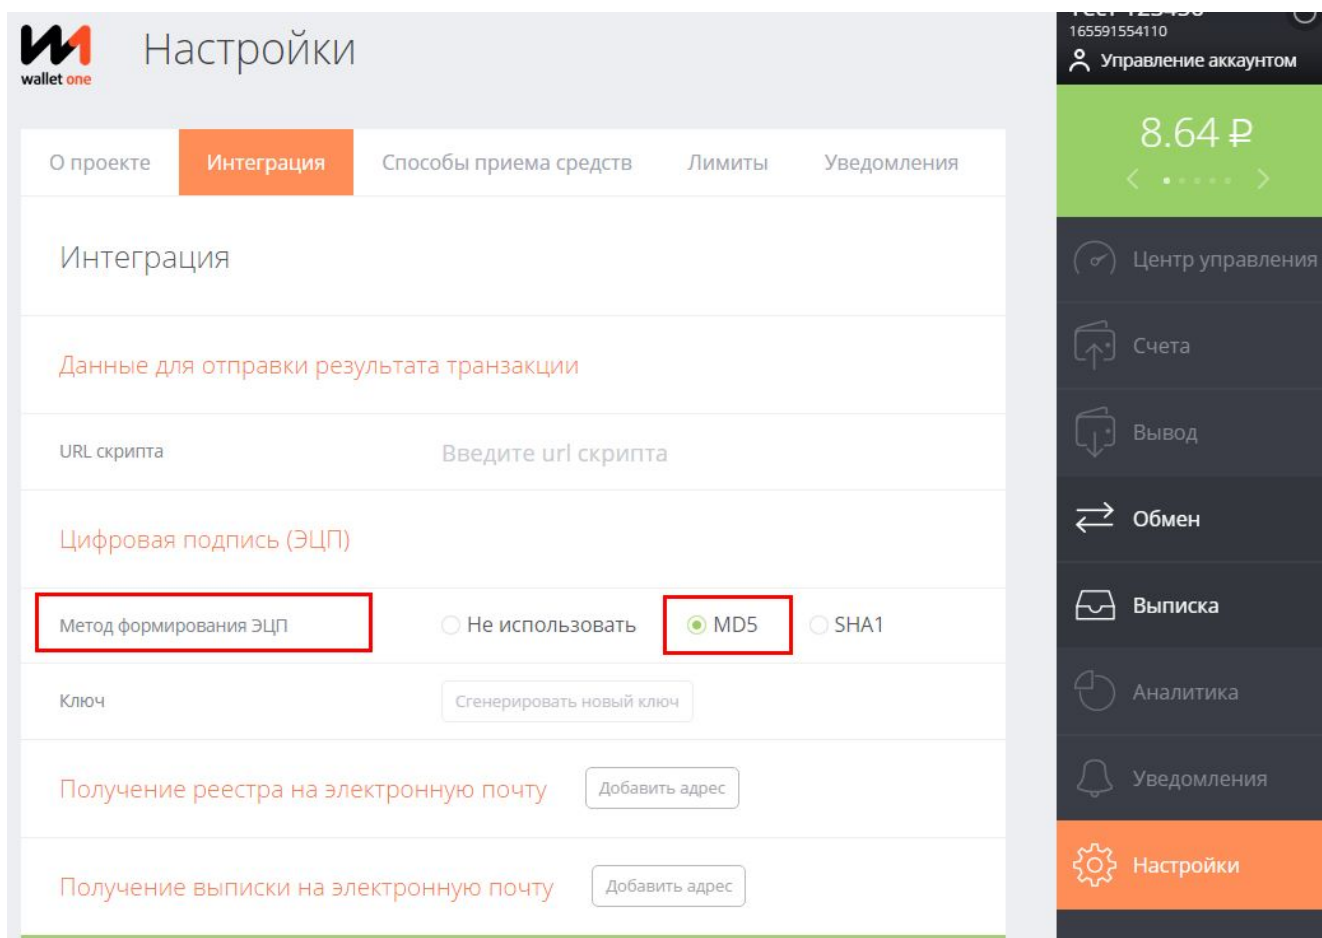 wallet one
Настройки
О проекте
Интеграция
Способы приема средств
Лимиты
Уведомления
Интеграция
Данные для отправки результата транзакции
URL скрипта
Введите url скрипта
Цифровая подпись (ЭЦП)
Метод формирования ЭЦП
Не использовать
MD5
SHA1
Ключ
Сгенерировать новый ключ
Получение реестра на электронную почту
Добавить адрес
Получение выписки на электронную почту
Добавить адрес
165591554110
Управление аккаунтом
8.64 ₽
Центр управления
Счета
Вывод
Обмен
Выписка
Аналитика
Уведомления
Настройки